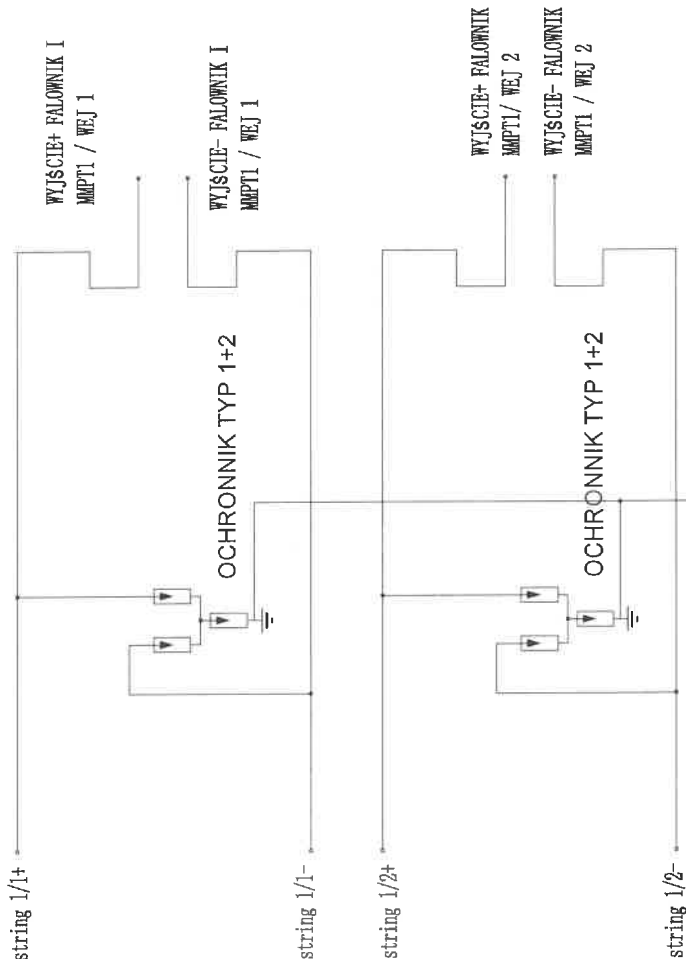 string 1/1+
WYJŚCIE+ FALOWNIK I
MMPT1 / WEJ 1
WYJŚCIE- FALOWNIK I
MMPT1 / WEJ 1
OCHRONNIK TYP 1+2
string 1/1-
string 1/2+
WYJŚCIE+ FALOWNIK
MMPT1/ WEJ 2
WYJŚCIE- FALOWNIK
MMPT1 / WEJ 2
OCHRONNIK TYP 1+2
string 1/2-